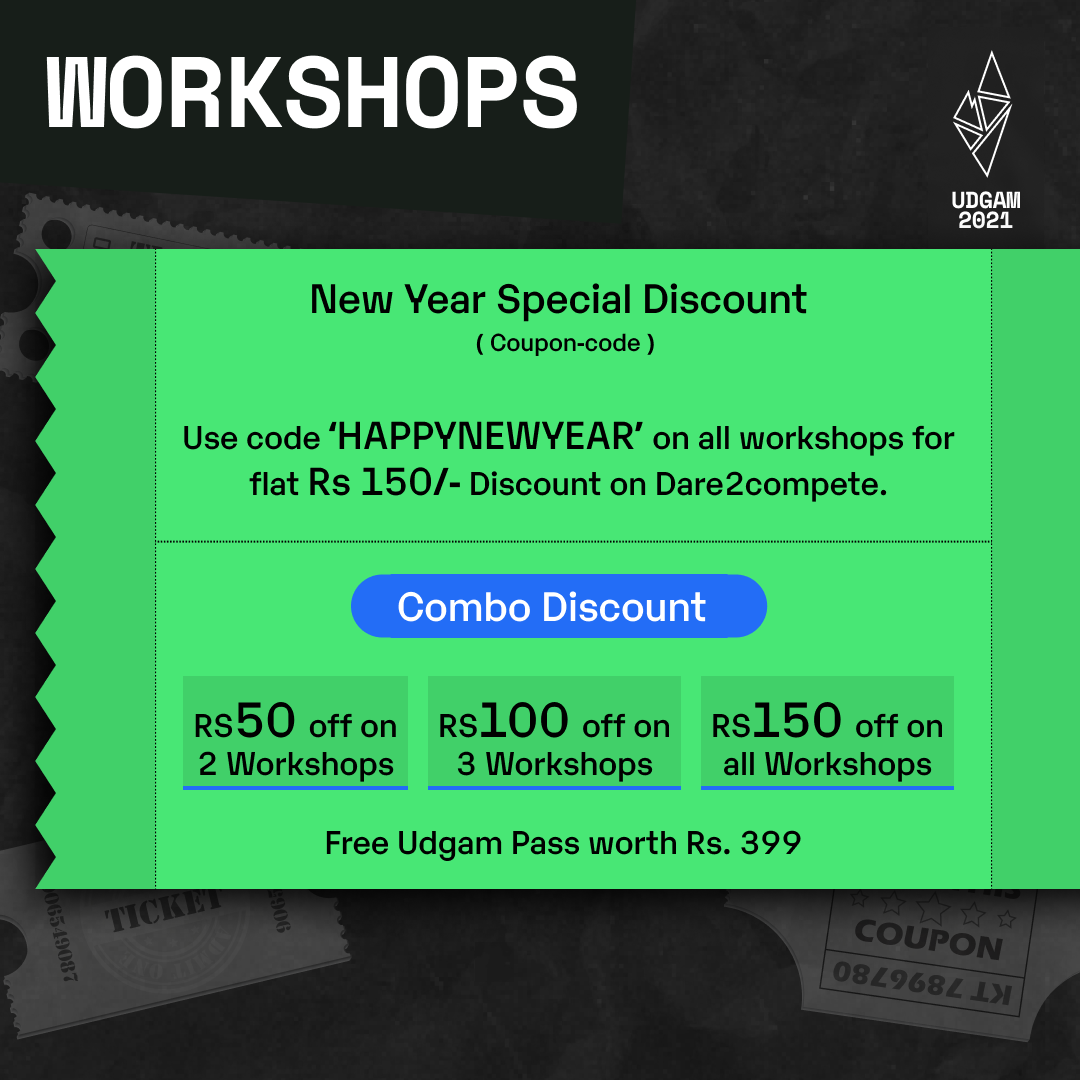 WORKSHOPS
UDGAM
2021
New Year Special Discount
( Coupon-code )
Use code ‘HAPPYNEWYEAR’ on all workshops for
flat Rs 150/- Discount on Dare2compete.
Combo Discount
RS50 off on
2 Workshops
RS100 off on
3 Workshops
RS150 off on
all Workshops
Free Udgam Pass worth Rs. 399
TICKET
COUPON
KT 7896780